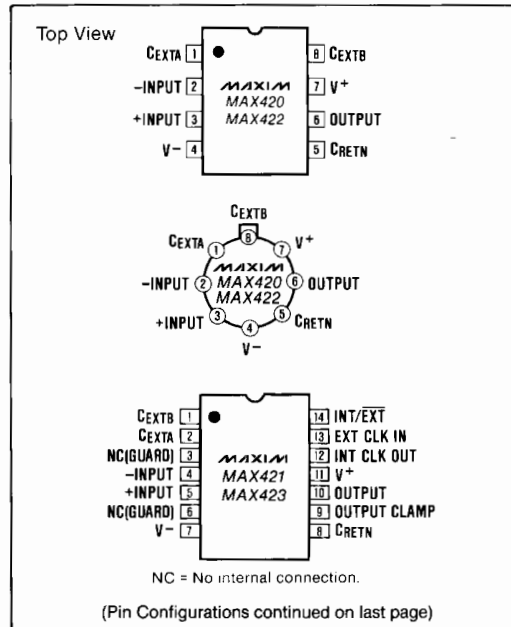 Top View
CEXTA 1
8 CEXTB
-INPUT 2
MAXIM
7 V+
+INPUT 3
MAX420
MAX422
6 OUTPUT
V- 4
5 CRETN
CEXTB
8
CEXTA 1
7 V+
MAXIM
-INPUT 2
MAX420
6 OUTPUT
MAX422
+INPUT 3
5 CRETN
4
V-
CEXTB 1
14 INT/EXT
CEXTA 2
13 EXT CLK IN
NC(GUARD) 3
MAXIM
12 INT CLK OUT
-INPUT 4
MAX421
11 V+
+INPUT 5
MAX423
10 OUTPUT
NC(GUARD) 6
9 OUTPUT CLAMP
V- 7
8 CRETN
NC = No internal connection.
(Pin Configurations continued on last page)